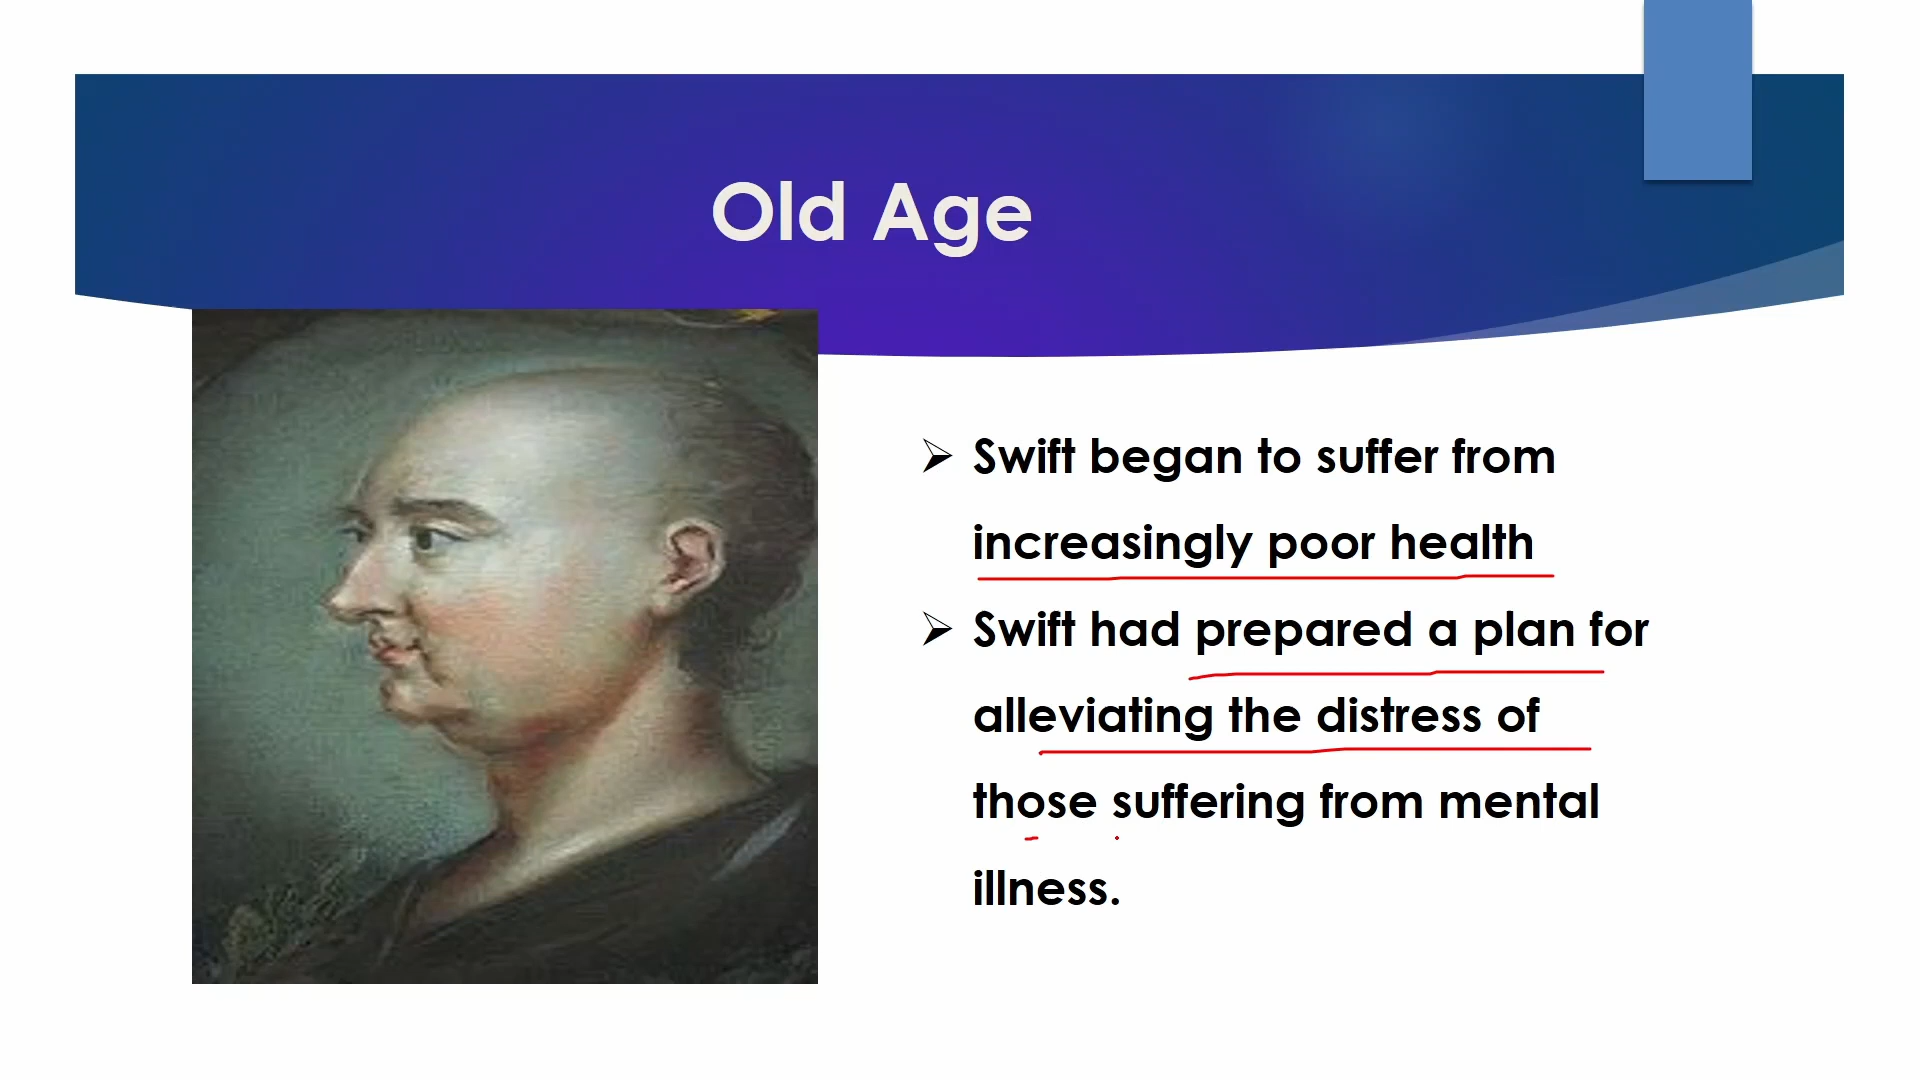 Old Age
➢ Swift began to suffer from
increasingly poor health
➢ Swift had prepared a plan for
alleviating the distress of
those suffering from mental
illness.